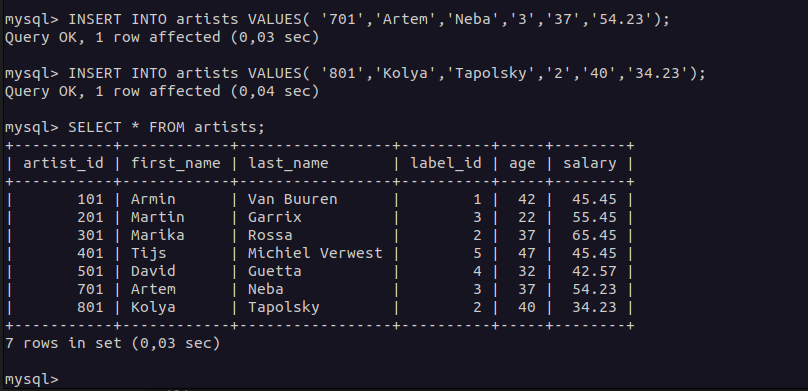 mysql> INSERT INTO artists VALUES( '701','Artem','Neba','3','37','54.23');
Query OK, 1 row affected (0,03 sec)
mysql> INSERT INTO artists VALUES( '801','Kolya','Tapolsky','2','40','34.23');
Query OK, 1 row affected (0,04 sec)
mysql> SELECT * FROM artists;
+-----------+------------+-----------------+----------+-----+--------+
| artist_id | first_name | last_name       | label_id | age | salary |
+-----------+------------+-----------------+----------+-----+--------+
|       101 | Armin      | Van Buuren      |        1 |  42 |  45.45 |
|       201 | Martin     | Garrix          |        3 |  22 |  55.45 |
|       301 | Marika     | Rossa           |        2 |  37 |  65.45 |
|       401 | Tijs       | Michiel Verwest |        5 |  47 |  45.45 |
|       501 | David      | Guetta          |        4 |  32 |  42.57 |
|       701 | Artem      | Neba            |        3 |  37 |  54.23 |
|       801 | Kolya      | Tapolsky        |        2 |  40 |  34.23 |
+-----------+------------+-----------------+----------+-----+--------+
7 rows in set (0,03 sec)
mysql>